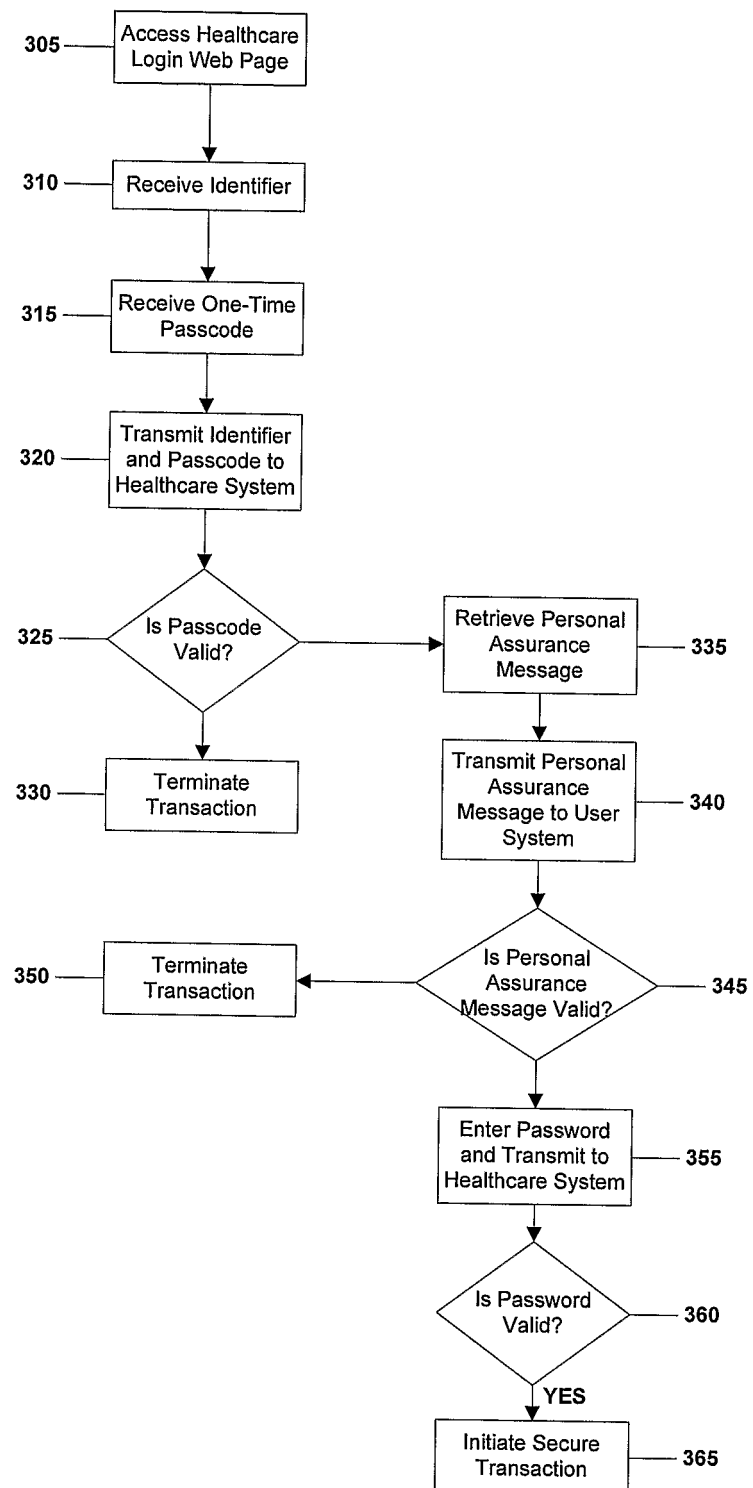 305
Access Healthcare
Login Web Page
310
Receive Identifier
315
Receive One-Time
Passcode
320
Transmit Identifier
and Passcode to
Healthcare System
325
Is Passcode
Valid?
330
Terminate
Transaction
Retrieve Personal
Assurance
Message
335
Transmit Personal
Assurance
Message to User
System
340
Is Personal
Assurance
Message Valid?
345
350
Terminate
Transaction
Enter Password
and Transmit to
Healthcare System
355
Is Password
Valid?
360
YES
Initiate Secure
Transaction
365